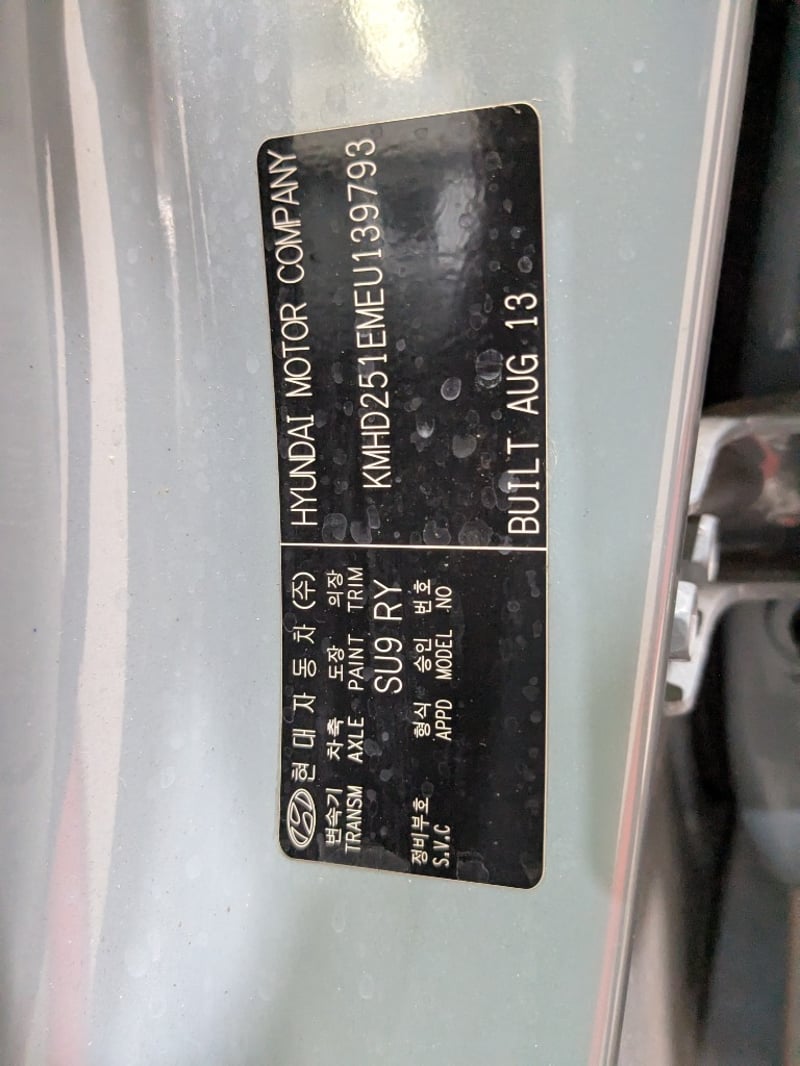 현대자동차(주)
변속기 차축 도장 의장
TRANSM AXLE PAINT TRIM
SU9 RY
정비부호 형식 승인 번호
S.V.C APPD MODEL NO
HYUNDAI MOTOR COMPANY
KMHD251EMEU139793
BUILT AUG 13